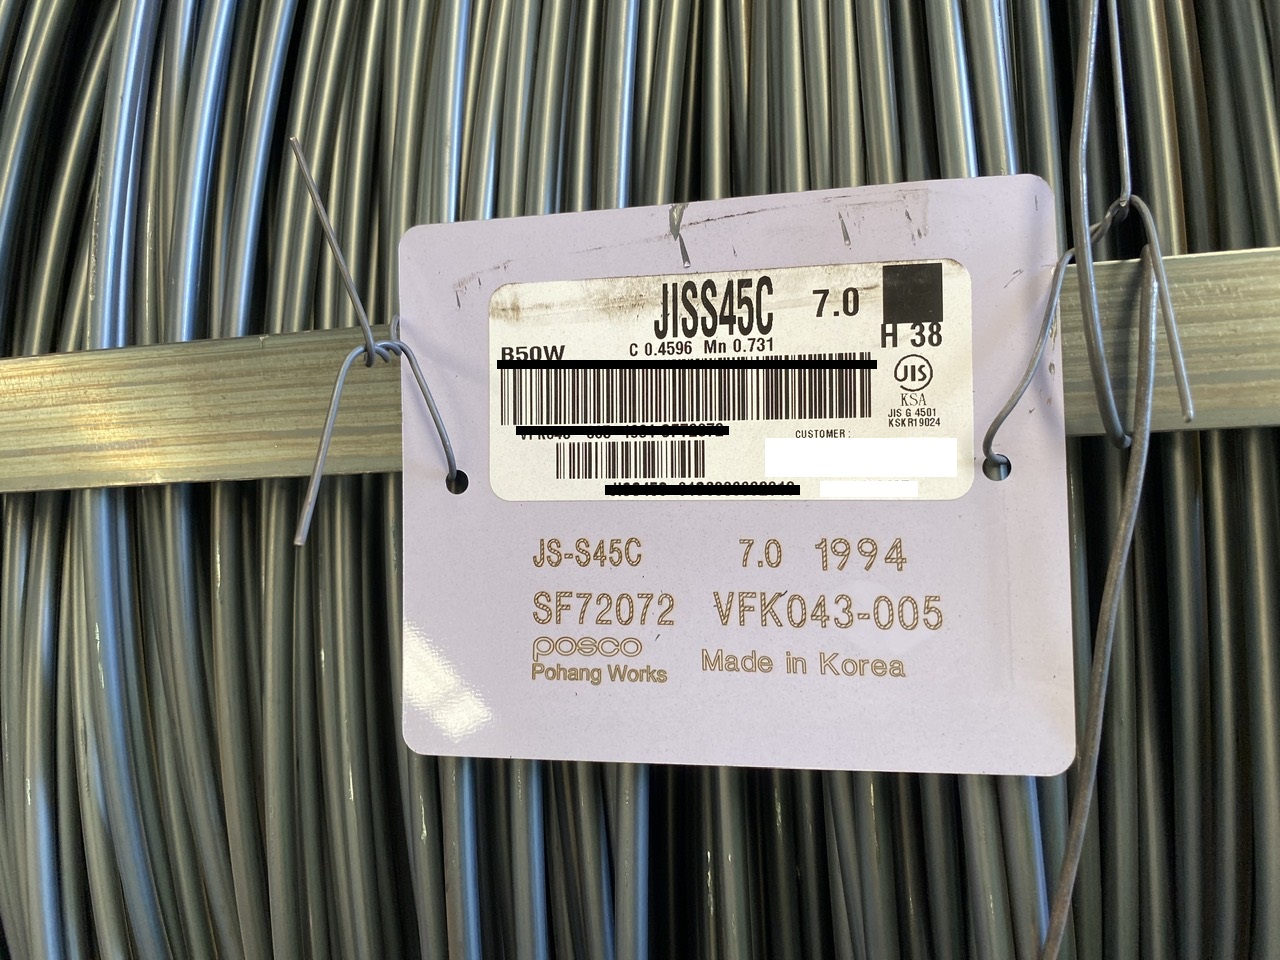 JISS45C 7.0
H 38
B50W C 0.4596 Mn 0.731
JIS
KSA
JIS G 4501
KSKR19024
CUSTOMER :
JS-S45C 7.0 1994
SF72072 VFK043-005
posco
Pohang Works Made in Korea